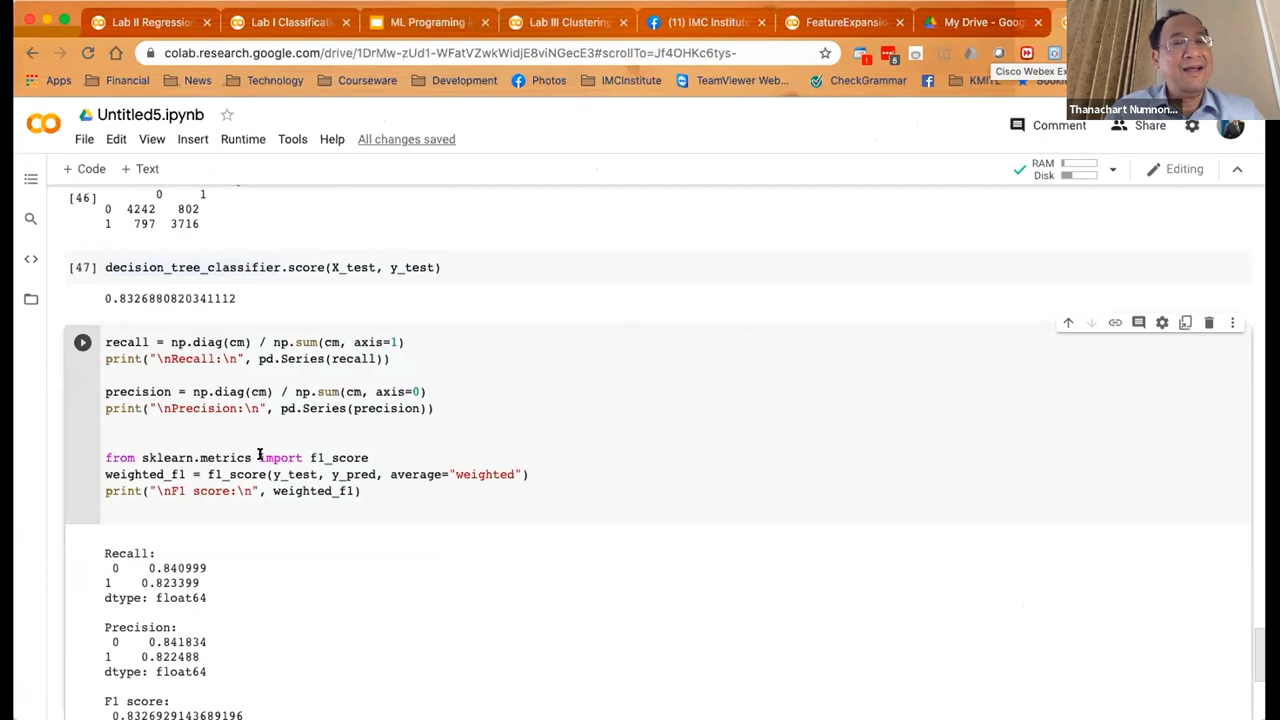 Lab II Regression
Lab I Classificati
ML Programing
Lab III Clustering
(11) IMC Institut
FeatureExpansi
My Drive - Goo
colab.research.google.com/drive/1DrMw-zUd1-WFatVZwkWidjE8viNGecE3#scrollTo=Jf4OHKc6tys-
5
Apps
Financial
News
Technology
Courseware
Development
Photos
IMCInstitute
TeamViewer Web...
CheckGrammar
KMITL
Cisco Webex Ex
Thanachart Numnon...
Untitled5.ipynb
File Edit View Insert Runtime Tools Help All changes saved
Comment
Share
+ Code + Text
RAM
Disk
Editing
[46]
0 1
0 4242 802
1 797 3716
[47] decision_tree_classifier.score(X_test, y_test)
0.8326880820341112
recall = np.diag(cm) / np.sum(cm, axis=1)
print("\nRecall:\n", pd.Series(recall))
precision = np.diag(cm) / np.sum(cm, axis=0)
print("\nPrecision:\n", pd.Series(precision))
from sklearn.metrics import f1_score
weighted_f1 = f1_score(y_test, y_pred, average="weighted")
print("\nF1 score:\n", weighted_f1)
Recall:
0 0.840999
1 0.823399
dtype: float64
Precision:
0 0.841834
1 0.822488
dtype: float64
F1 score:
0.8326929143689196